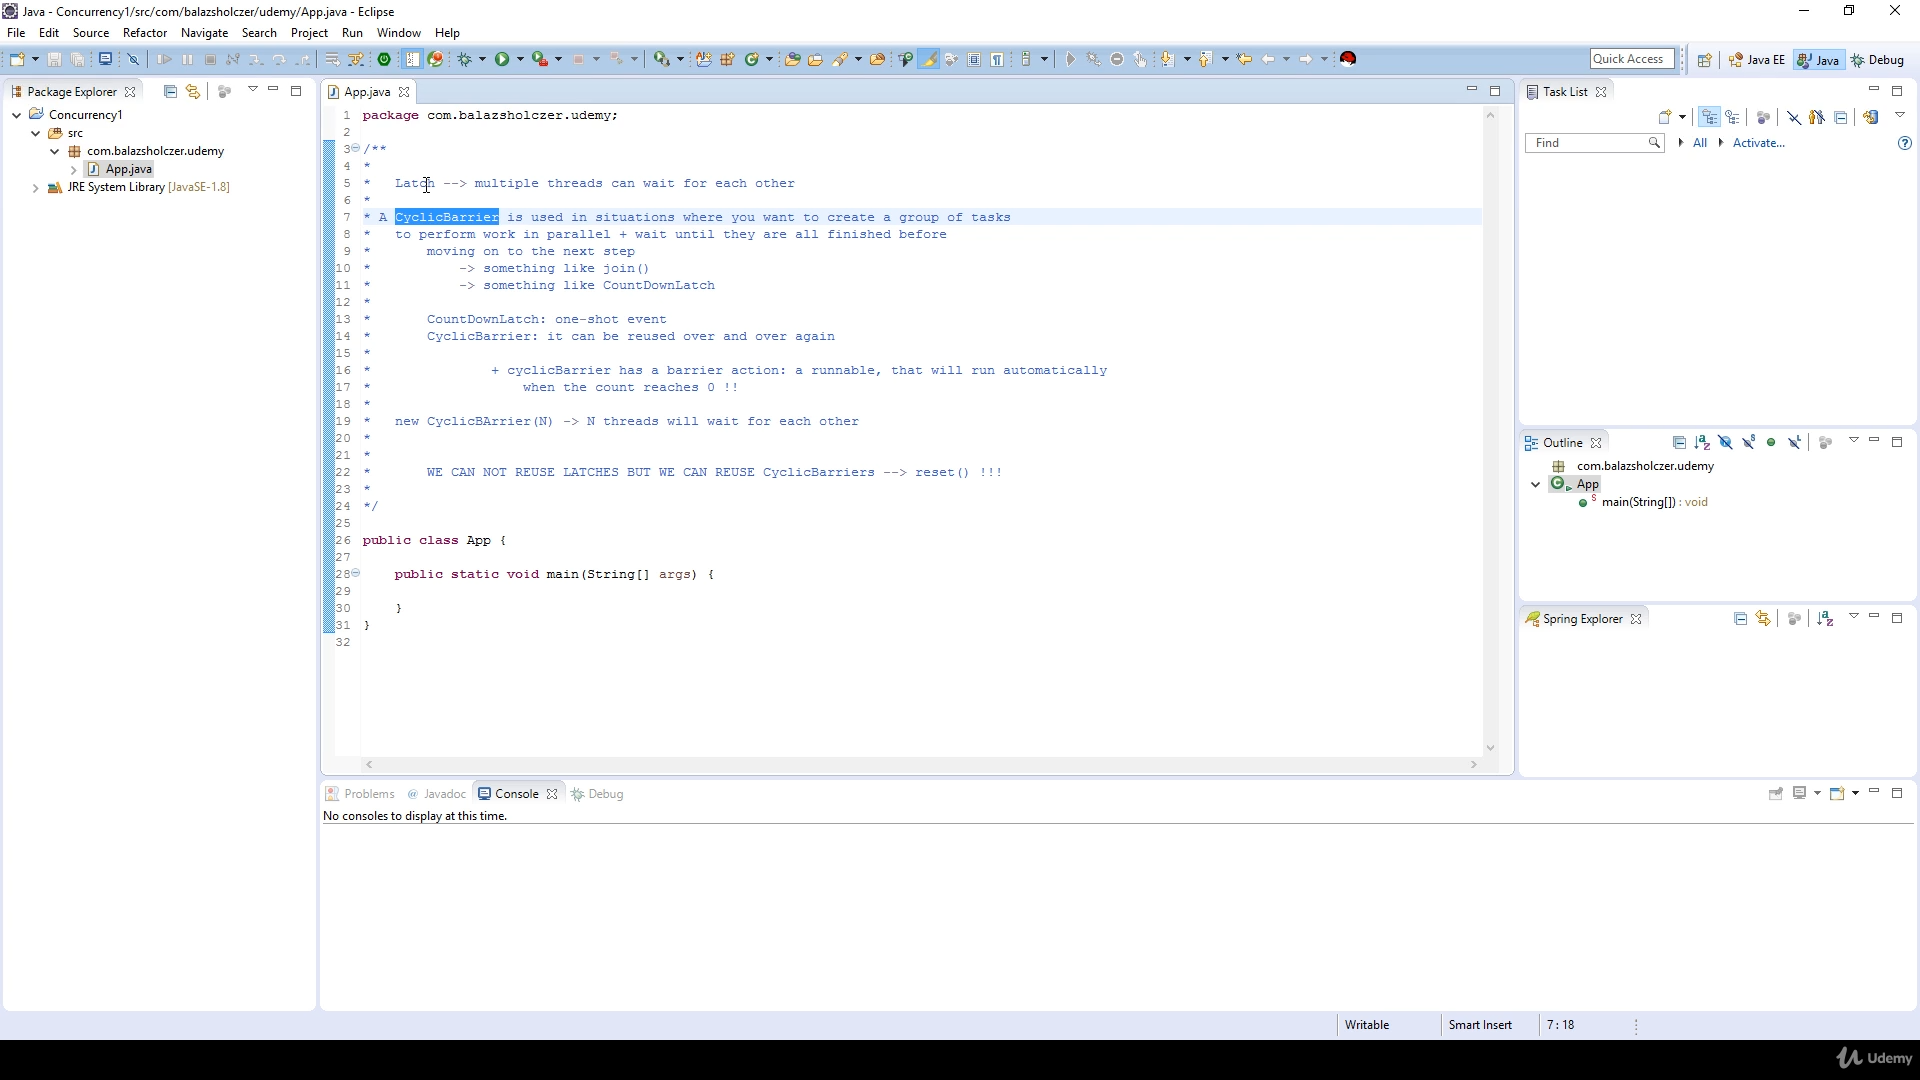 Java - Concurrency1/src/com/balazsholczer/udemy/App.java - Eclipse
File Edit Source Refactor Navigate Search Project Run Window Help
Quick Access Java EE Java Debug
Package Explorer
Concurrency1
src
com.balazsholczer.udemy
App.java
JRE System Library [JavaSE-1.8]
App.java
1 package com.balazsholczer.udemy;
2
3 /**
4 *
5 * Latch --> multiple threads can wait for each other
6 *
7 * A CyclicBarrier is used in situations where you want to create a group of tasks
8 * to perform work in parallel + wait until they are all finished before
9 * moving on to the next step
10 * -> something like join()
11 * -> something like CountDownLatch
12 *
13 * CountDownLatch: one-shot event
14 * CyclicBarrier: it can be reused over and over again
15 *
16 * + cyclicBarrier has a barrier action: a runnable, that will run automatically
17 * when the count reaches 0 !!
18 *
19 * new CyclicBArrier(N) -> N threads will wait for each other
20 *
21 *
22 * WE CAN NOT REUSE LATCHES BUT WE CAN REUSE CyclicBarriers --> reset() !!!
23 *
24 */
25
26 public class App {
27
28 public static void main(String[] args) {
29
30 }
31 }
32
Task List
Find All Activate...
Outline
com.balazsholczer.udemy
App
main(String[]) : void
Spring Explorer
Problems @ Javadoc Console Debug
No consoles to display at this time.
Writable Smart Insert 7 : 18
Udemy